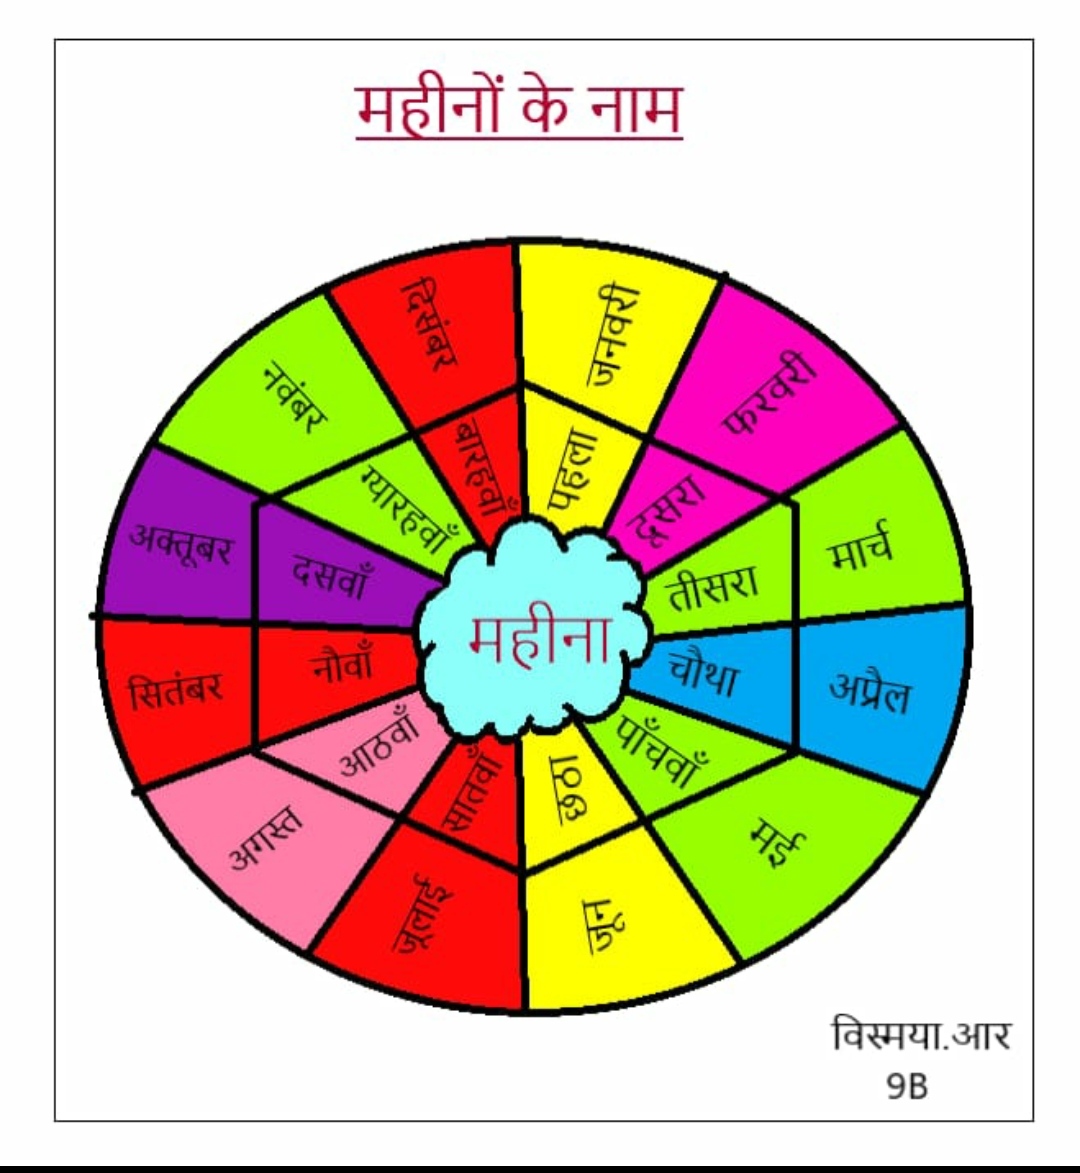 महीनों के नाम
जनवरी
पहला
फरवरी
दूसरा
मार्च
तीसरा
अप्रैल
चौथा
मई
पाँचवाँ
जून
छठा
जूलाई
सातवाँ
अगस्त
आठवाँ
सितंबर
नौवाँ
अक्तूबर
दसवाँ
नवंबर
ग्यारहवाँ
दिसंबर
बारहवाँ
महीना
विस्मया.आर
9B